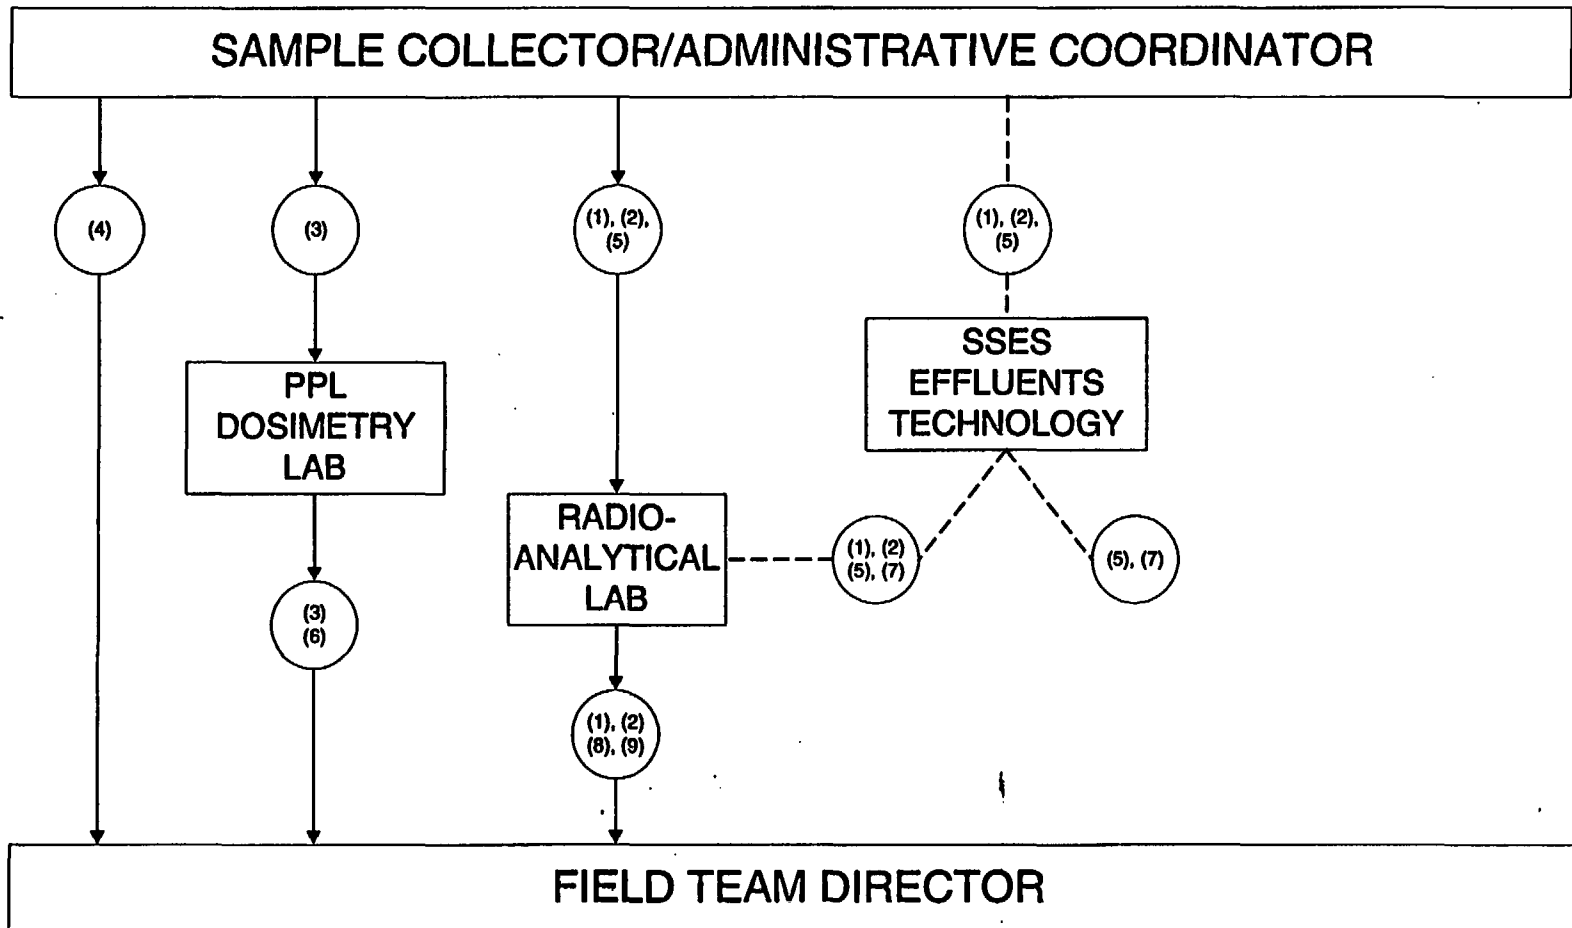 SAMPLE COLLECTOR/ADMINISTRATIVE COORDINATOR
(4)
(3)
(1), (2),
(5)
(1), (2),
(5)
SSES
EFFLUENTS
TECHNOLOGY
PPL
DOSIMETRY
LAB
RADIO-
ANALYTICAL
LAB
(1), (2)
(5), (7)
(5), (7)
(3)
(6)
(1), (2)
(8), (9)
FIELD TEAM DIRECTOR